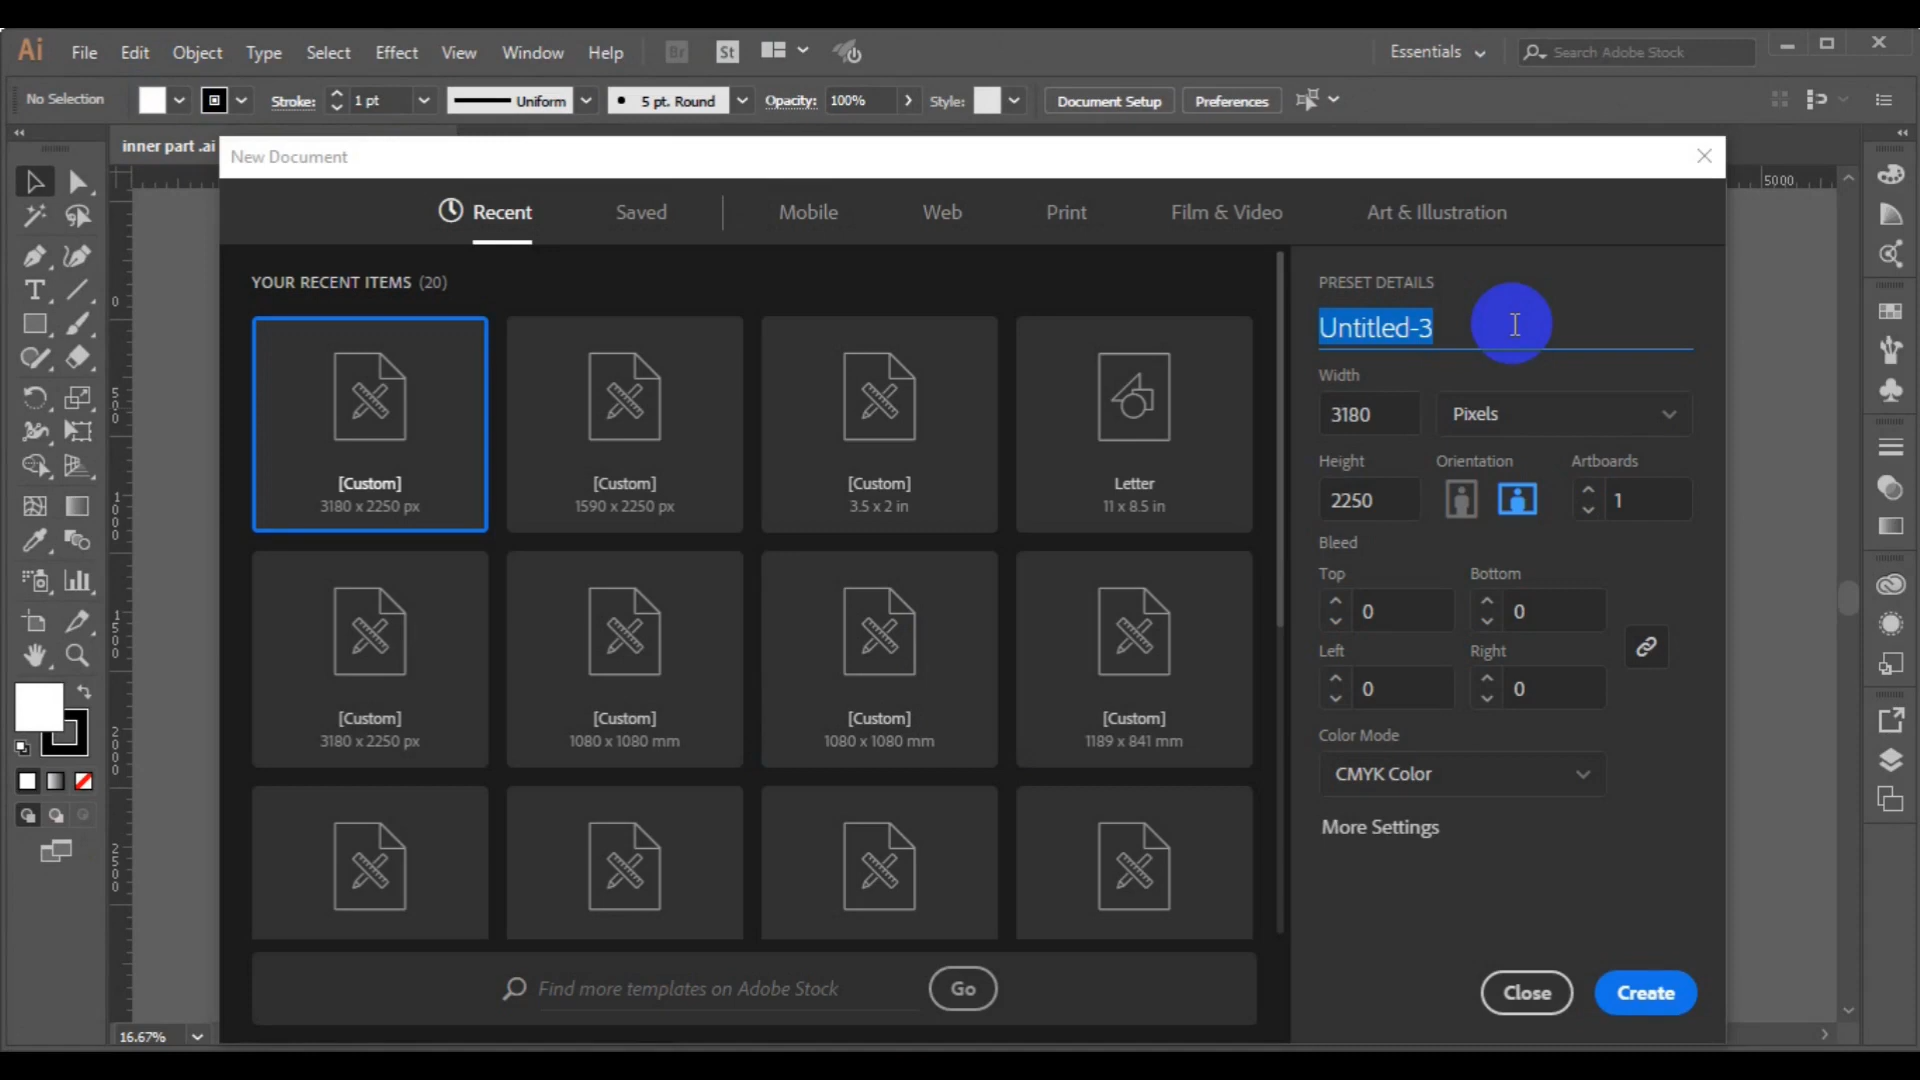 Ai File Edit Object Type Select Effect View Window Help Br St Essentials Search Adobe Stock
No Selection Stroke: 1 pt Uniform 5 pt. Round Opacity: 100% Style: Document Setup Preferences
inner part .ai
New Document
5000
Recent Saved Mobile Web Print Film & Video Art & Illustration
YOUR RECENT ITEMS (20)
[Custom]
3180 x 2250 px
[Custom]
1590 x 2250 px
[Custom]
3.5 x 2 in
Letter
11 x 8.5 in
[Custom]
3180 x 2250 px
[Custom]
1080 x 1080 mm
[Custom]
1080 x 1080 mm
[Custom]
1189 x 841 mm
Find more templates on Adobe Stock Go
PRESET DETAILS
Untitled-3
Width
3180 Pixels
Height Orientation Artboards
2250 1
Bleed
Top Bottom
0 0
Left Right
0 0
Color Mode
CMYK Color
More Settings
Close Create
0
500
1000
1500
2000
2500
16.67%